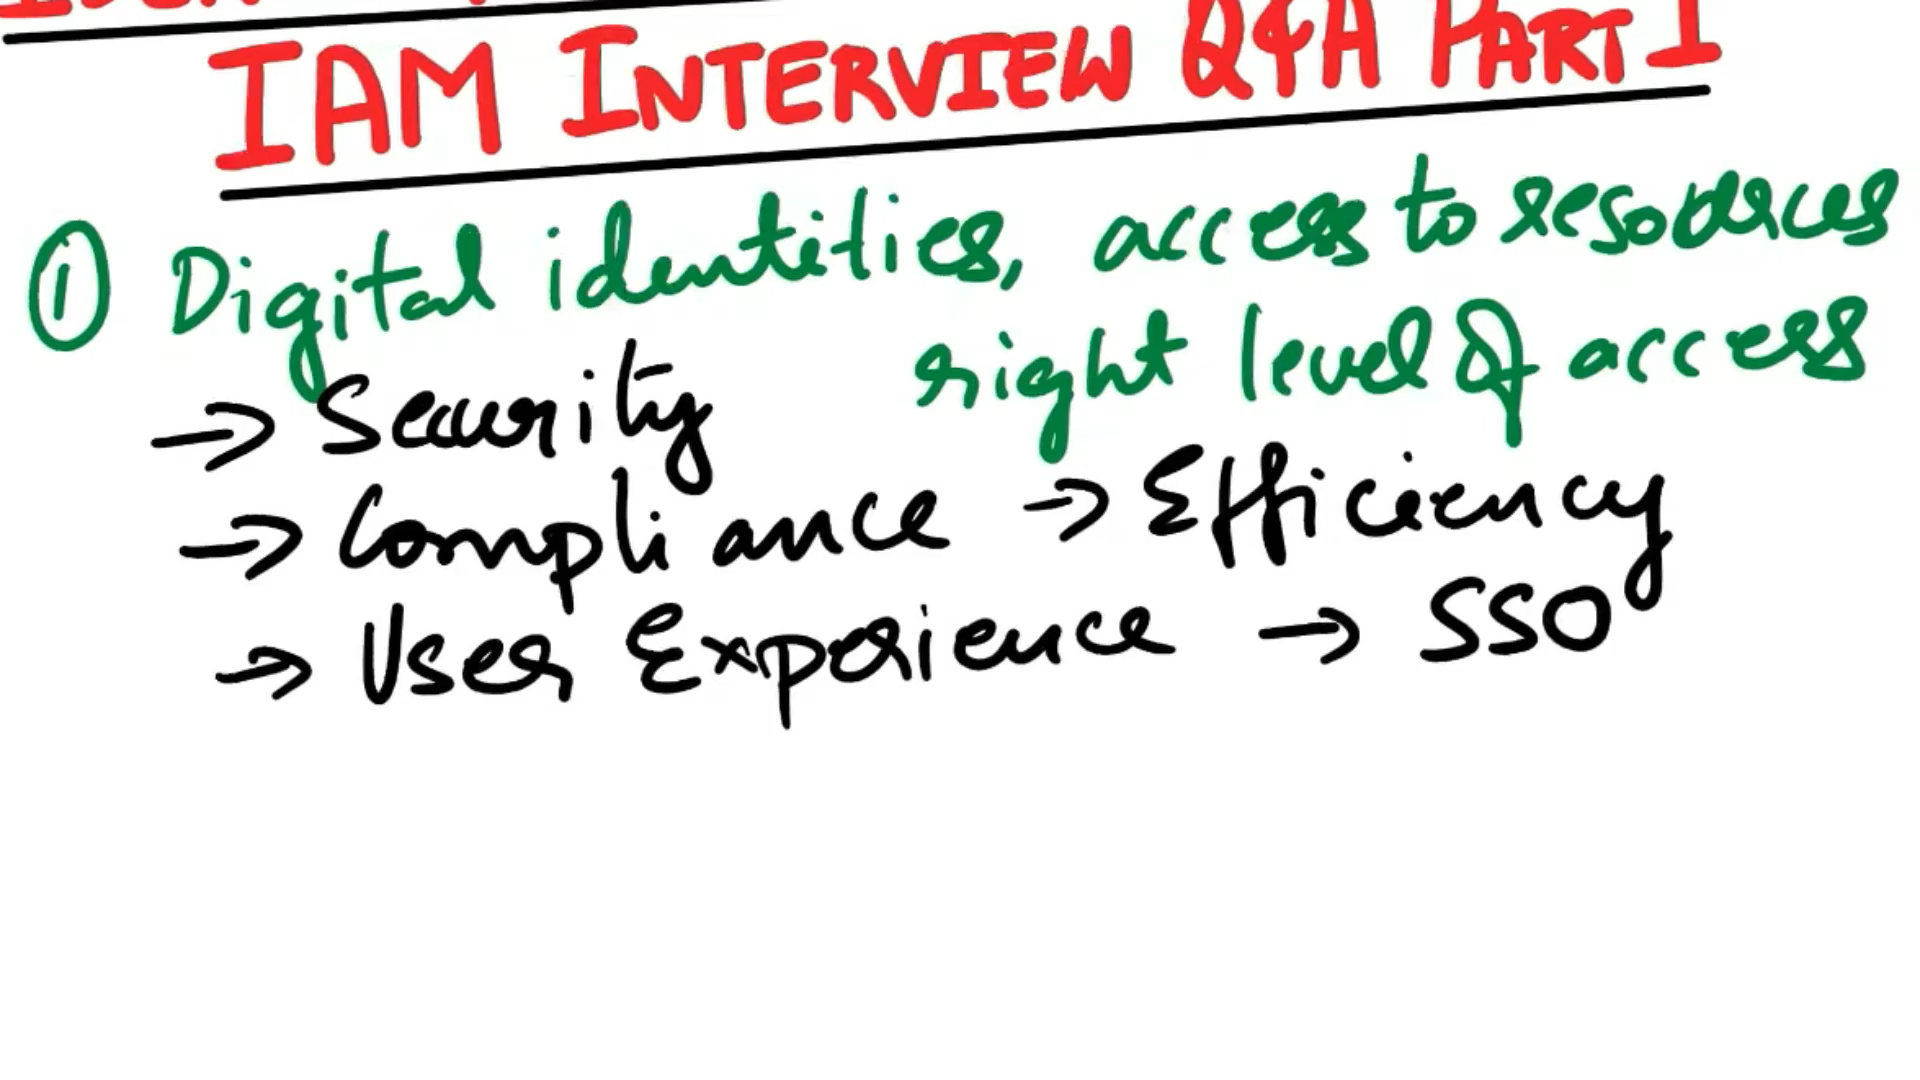 IAM INTERVIEW Q&A PART 1
① Digital identities, access to resources
right level of access
→ Security
→ Compliance → Efficiency
→ User Experience → SSO